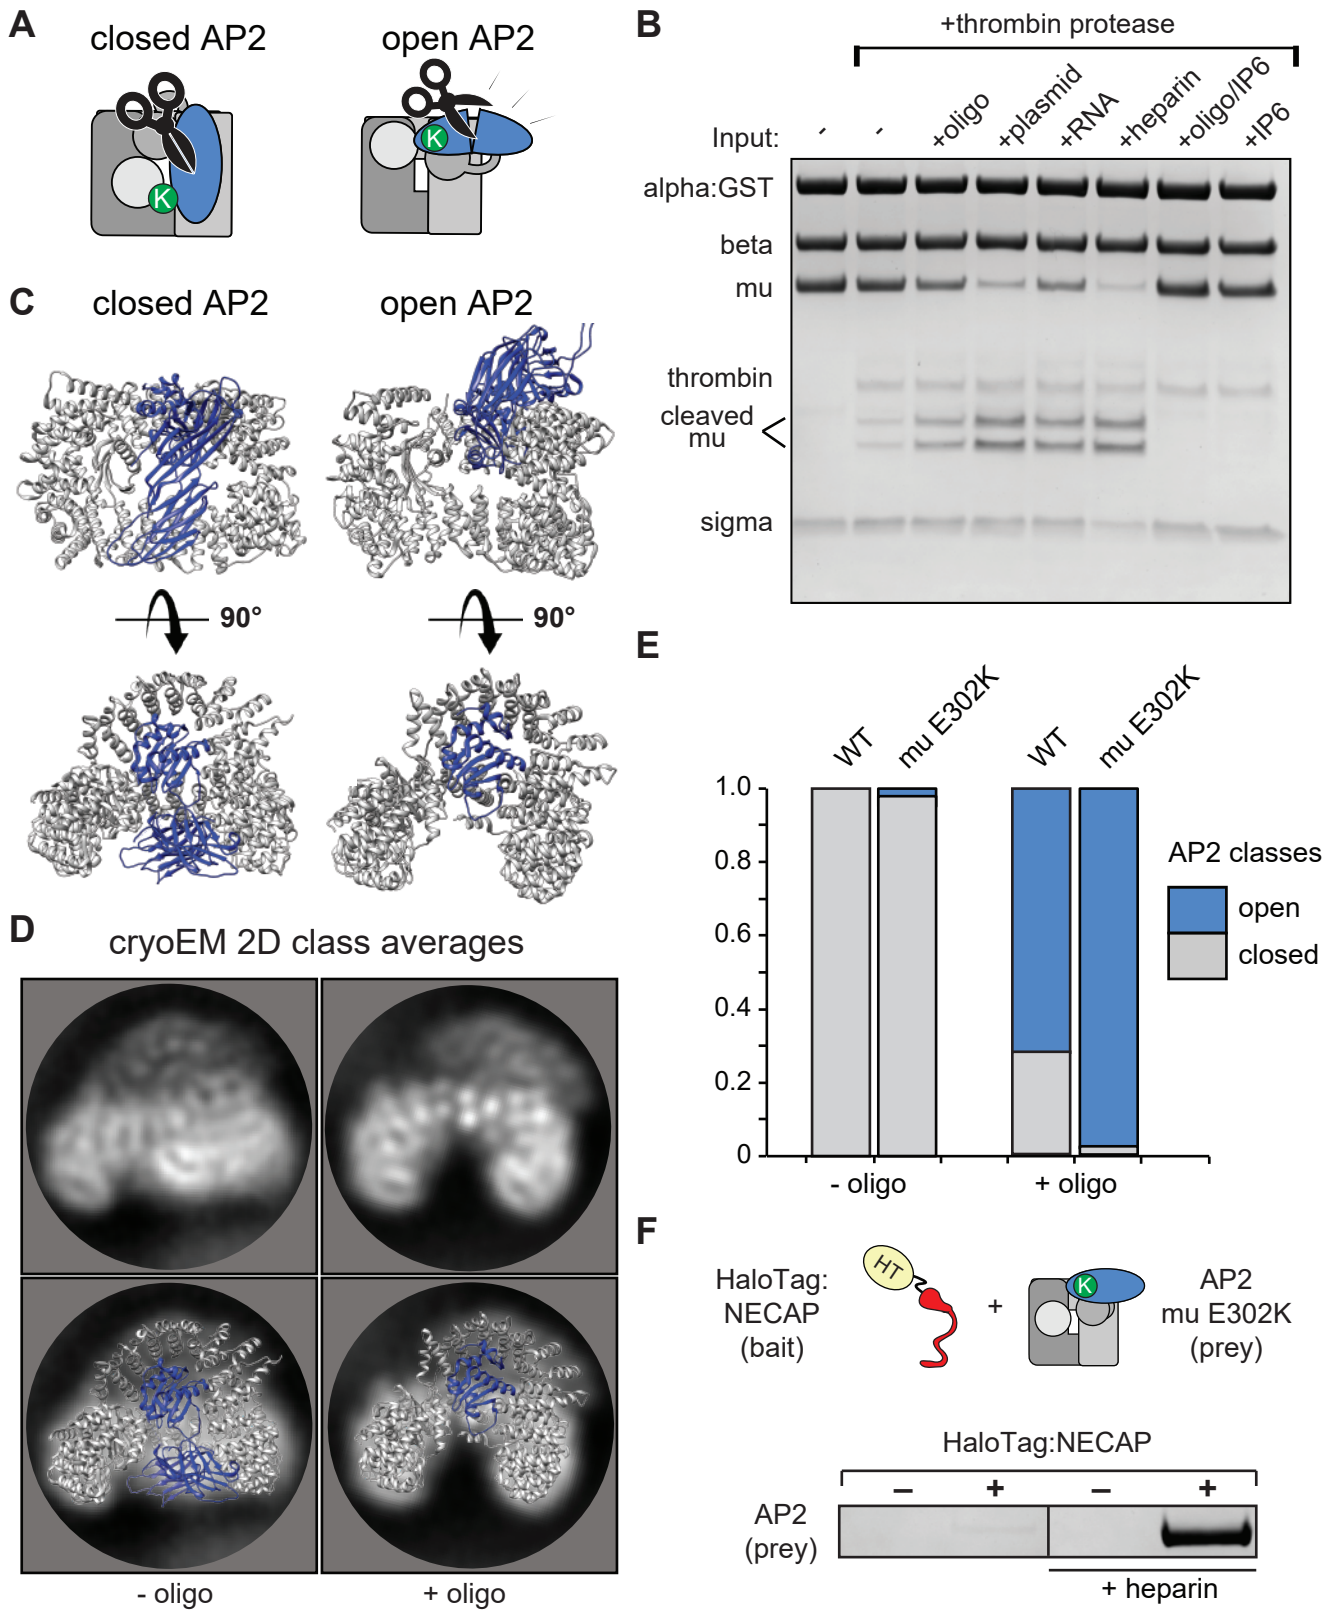 A
closed AP2
open AP2
K
K
B
+thrombin protease
Input:
-
-
+oligo
+plasmid
+RNA
+heparin
+oligo/IP6
+IP6
alpha:GST
beta
mu
thrombin
cleaved
mu
sigma
C
closed AP2
open AP2
90°
90°
D
cryoEM 2D class averages
- oligo
+ oligo
E
WT
mu E302K
WT
mu E302K
1.0
0.8
0.6
0.4
0.2
0
- oligo
+ oligo
AP2 classes
open
closed
F
HaloTag:
NECAP
(bait)
HT
+
K
AP2
mu E302K
(prey)
HaloTag:NECAP
– + – +
AP2
(prey)
+ heparin